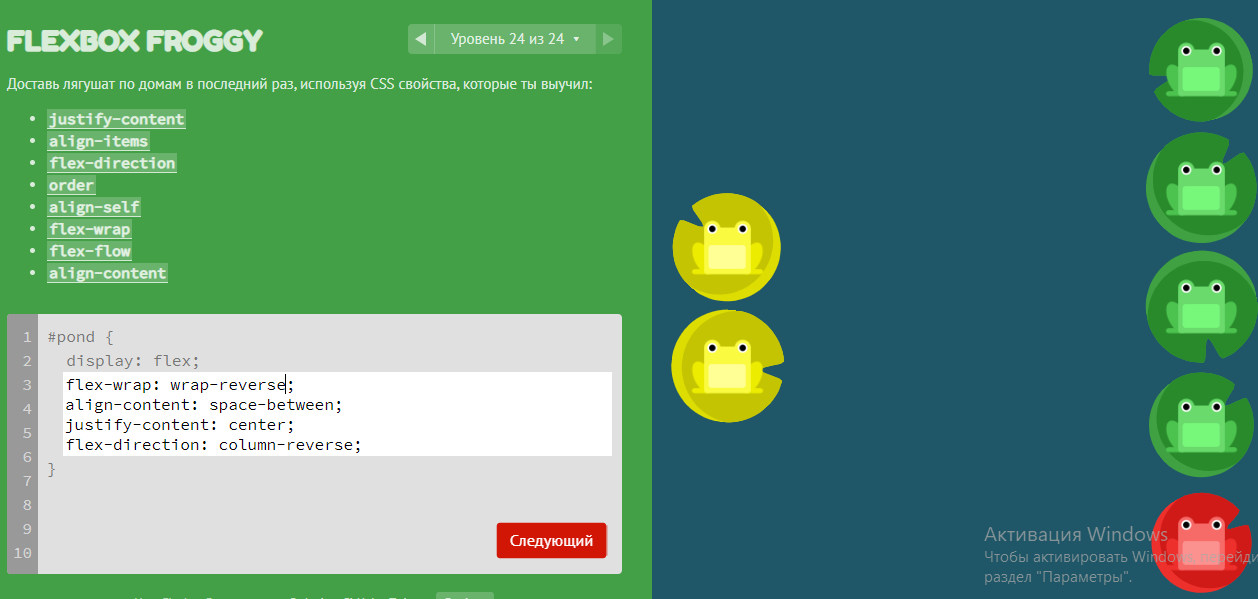 FLEXBOX FROGGY
◀ Уровень 24 из 24 ▾ ▶
Доставь лягушат по домам в последний раз, используя CSS свойства, которые ты выучил:
• justify-content
• align-items
• flex-direction
• order
• align-self
• flex-wrap
• flex-flow
• align-content
1 #pond {
2 display: flex;
3 flex-wrap: wrap-reverse;
4 align-content: space-between;
5 justify-content: center;
6 flex-direction: column-reverse;
7 }
8
9
10
Следующий
Активация Windows
Чтобы активировать Windows, перейди
раздел "Параметры".